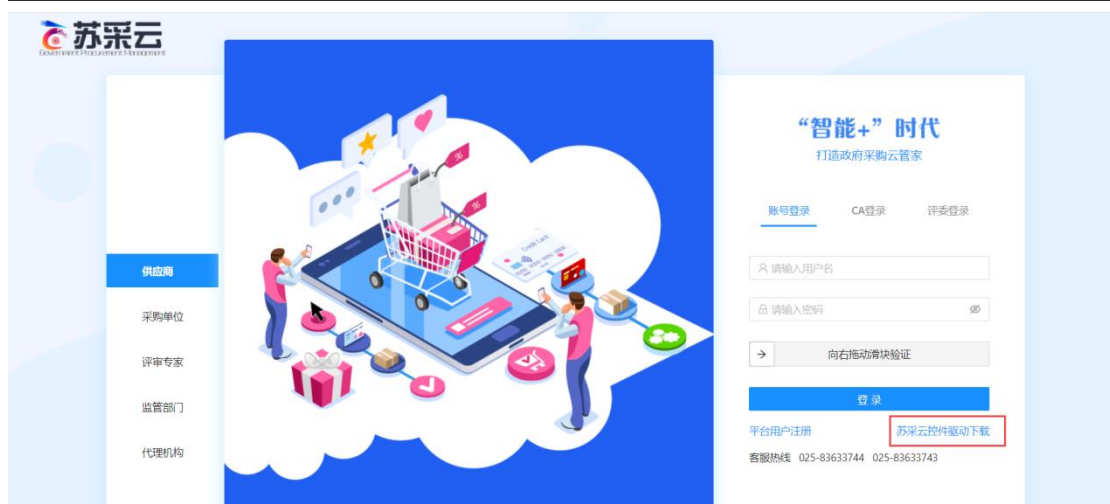 苏采云
Government Procurement Management
“智能+”时代
打造政府采购云管家
账号登录 CA登录 评委登录
供应商
采购单位
评审专家
监管部门
代理机构
请输入用户名
请输入密码
向右拖动滑块验证
登 录
平台用户注册 苏采云控件驱动下载
客服热线 025-83633744 025-83633743
Credit Card
%
%